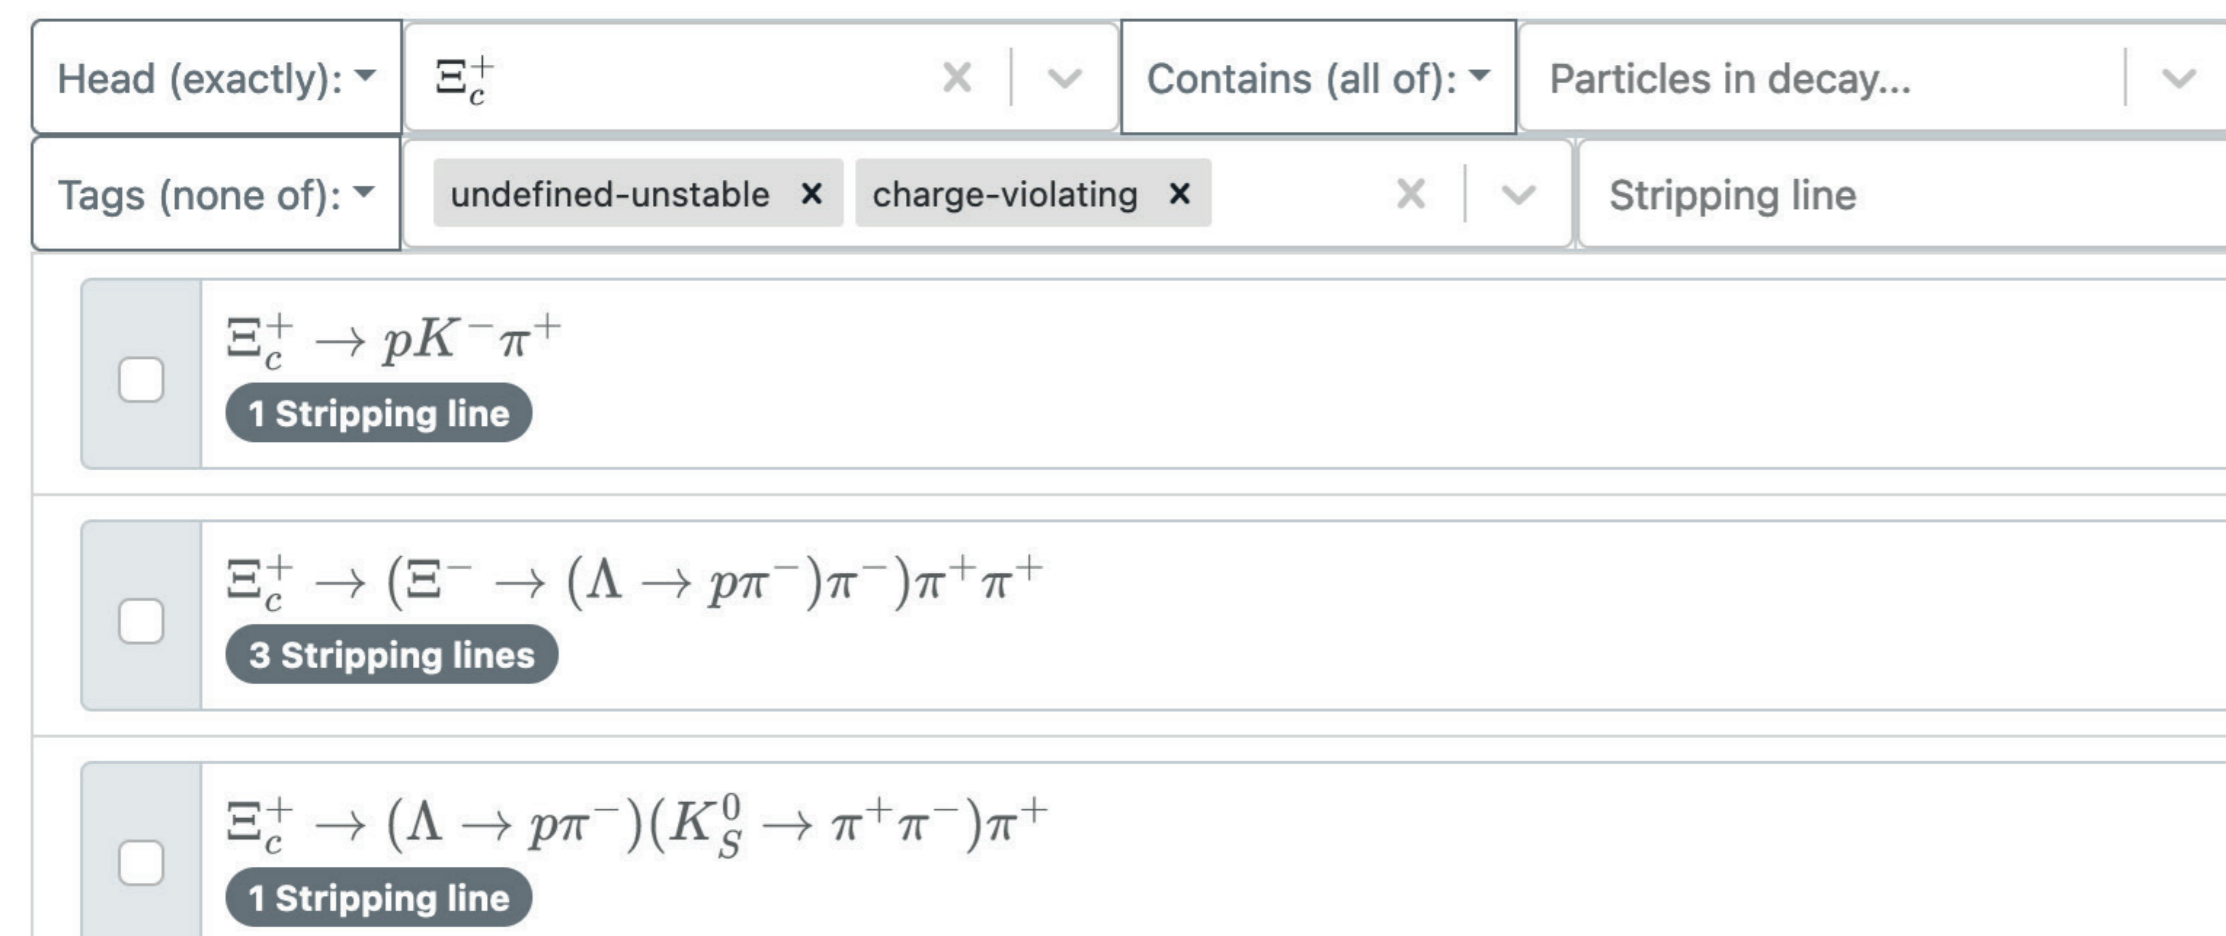 Head (exactly): Ξc+ Contains (all of): Particles in decay...
Tags (none of): undefined-unstable × charge-violating × Stripping line
Ξc+ → pK−π+
1 Stripping line
Ξc+ → (Ξ− → (Λ → pπ−)π−)π+π+
3 Stripping lines
Ξc+ → (Λ → pπ−)(KS0 → π+π−)π+
1 Stripping line